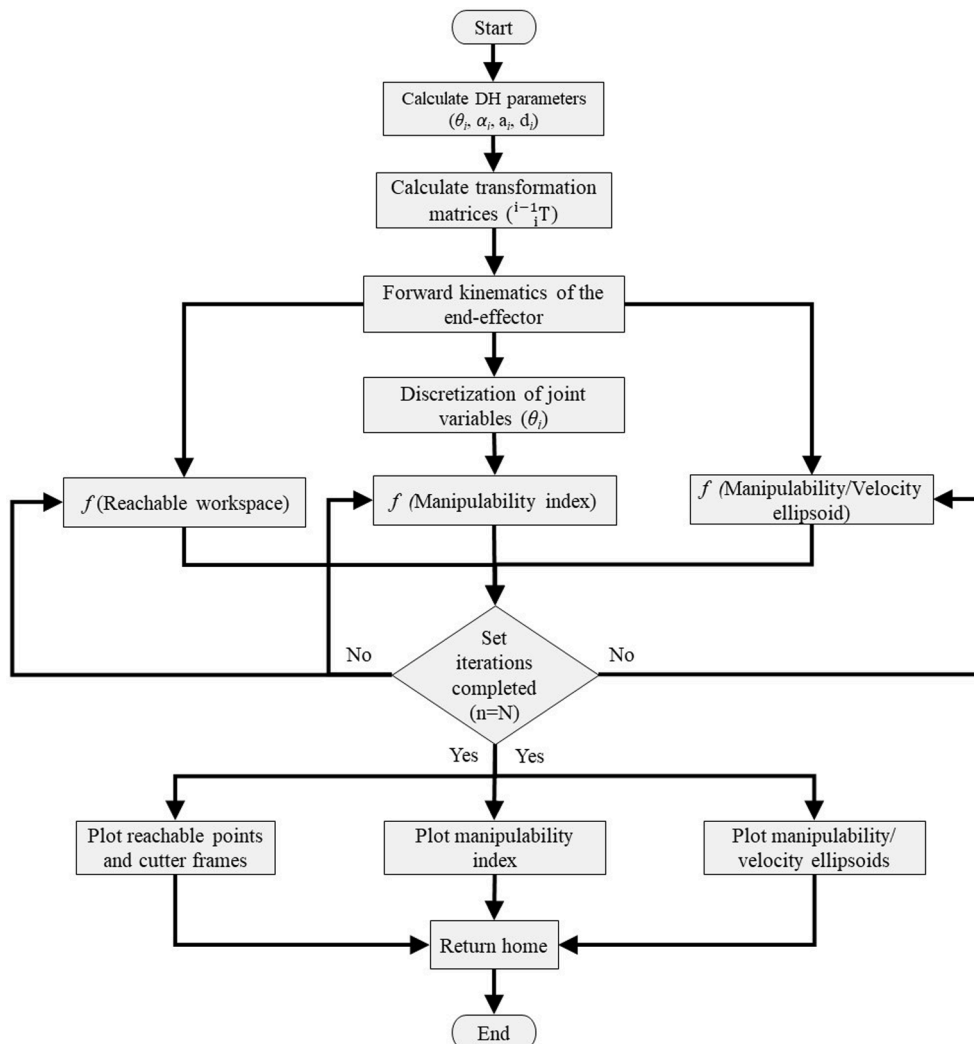 Start
Calculate DH parameters
(θᵢ, αᵢ, aᵢ, dᵢ)
Calculate transformation
matrices (ⁱ⁻¹ᵢT)
Forward kinematics of the
end-effector
Discretization of joint
variables (θᵢ)
f (Reachable workspace)
f (Manipulability index)
f (Manipulability/Velocity
ellipsoid)
Set
iterations
completed
(n=N)
No
No
Yes
Yes
Plot reachable points
and cutter frames
Plot manipulability
index
Plot manipulability/
velocity ellipsoids
Return home
End